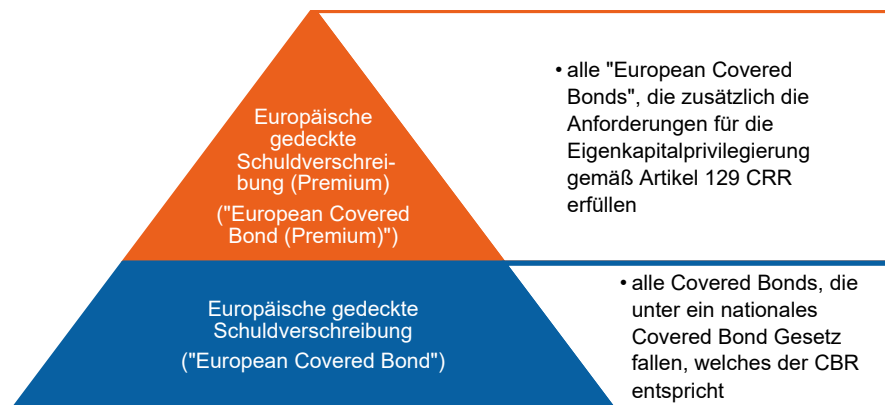 Europäische
gedeckte
Schuldverschrei-
bung (Premium)
("European Covered
Bond (Premium)")
• alle "European Covered
Bonds", die zusätzlich die
Anforderungen für die
Eigenkapitalprivilegierung
gemäß Artikel 129 CRR
erfüllen
Europäische gedeckte
Schuldverschreibung
("European Covered Bond")
• alle Covered Bonds, die
unter ein nationales
Covered Bond Gesetz
fallen, welches der CBR
entspricht